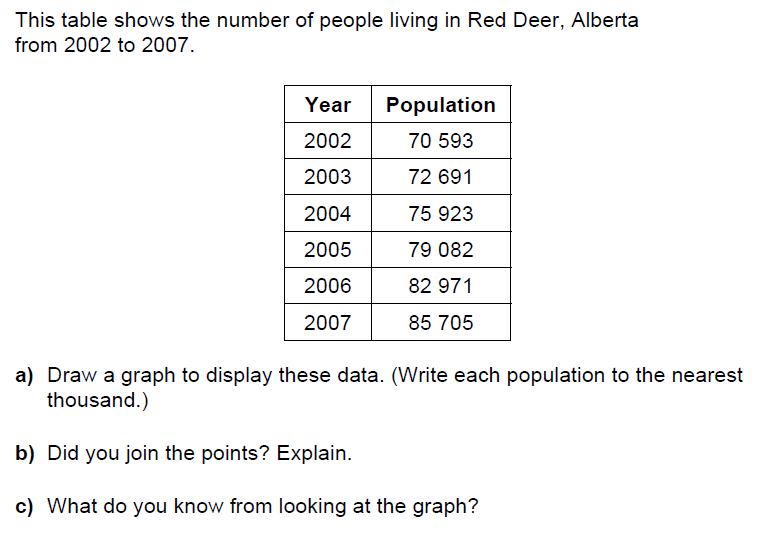 This table shows the number of people living in Red Deer, Alberta
from 2002 to 2007.
Year Population
2002 70 593
2003 72 691
2004 75 923
2005 79 082
2006 82 971
2007 85 705
a) Draw a graph to display these data. (Write each population to the nearest
thousand.)
b) Did you join the points? Explain.
c) What do you know from looking at the graph?